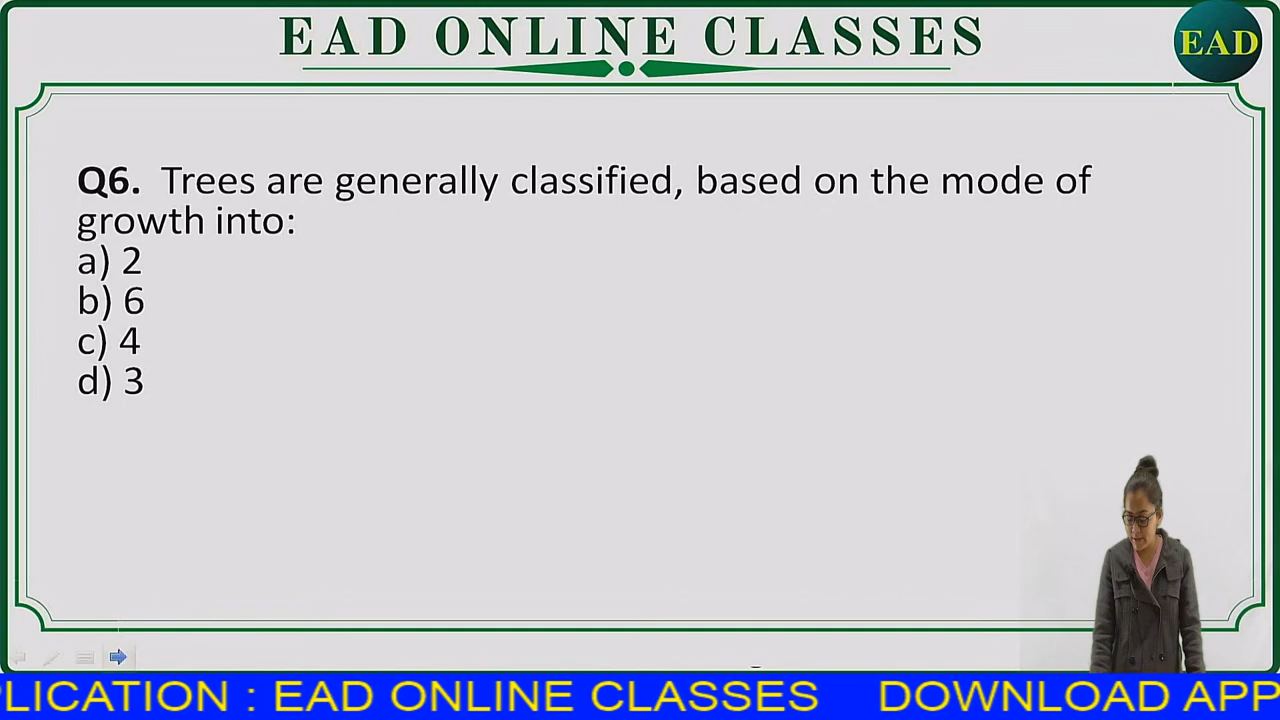 EAD ONLINE CLASSES
EAD
Q6. Trees are generally classified, based on the mode of
growth into:
a) 2
b) 6
c) 4
d) 3
PLICATION : EAD ONLINE CLASSES DOWNLOAD APP